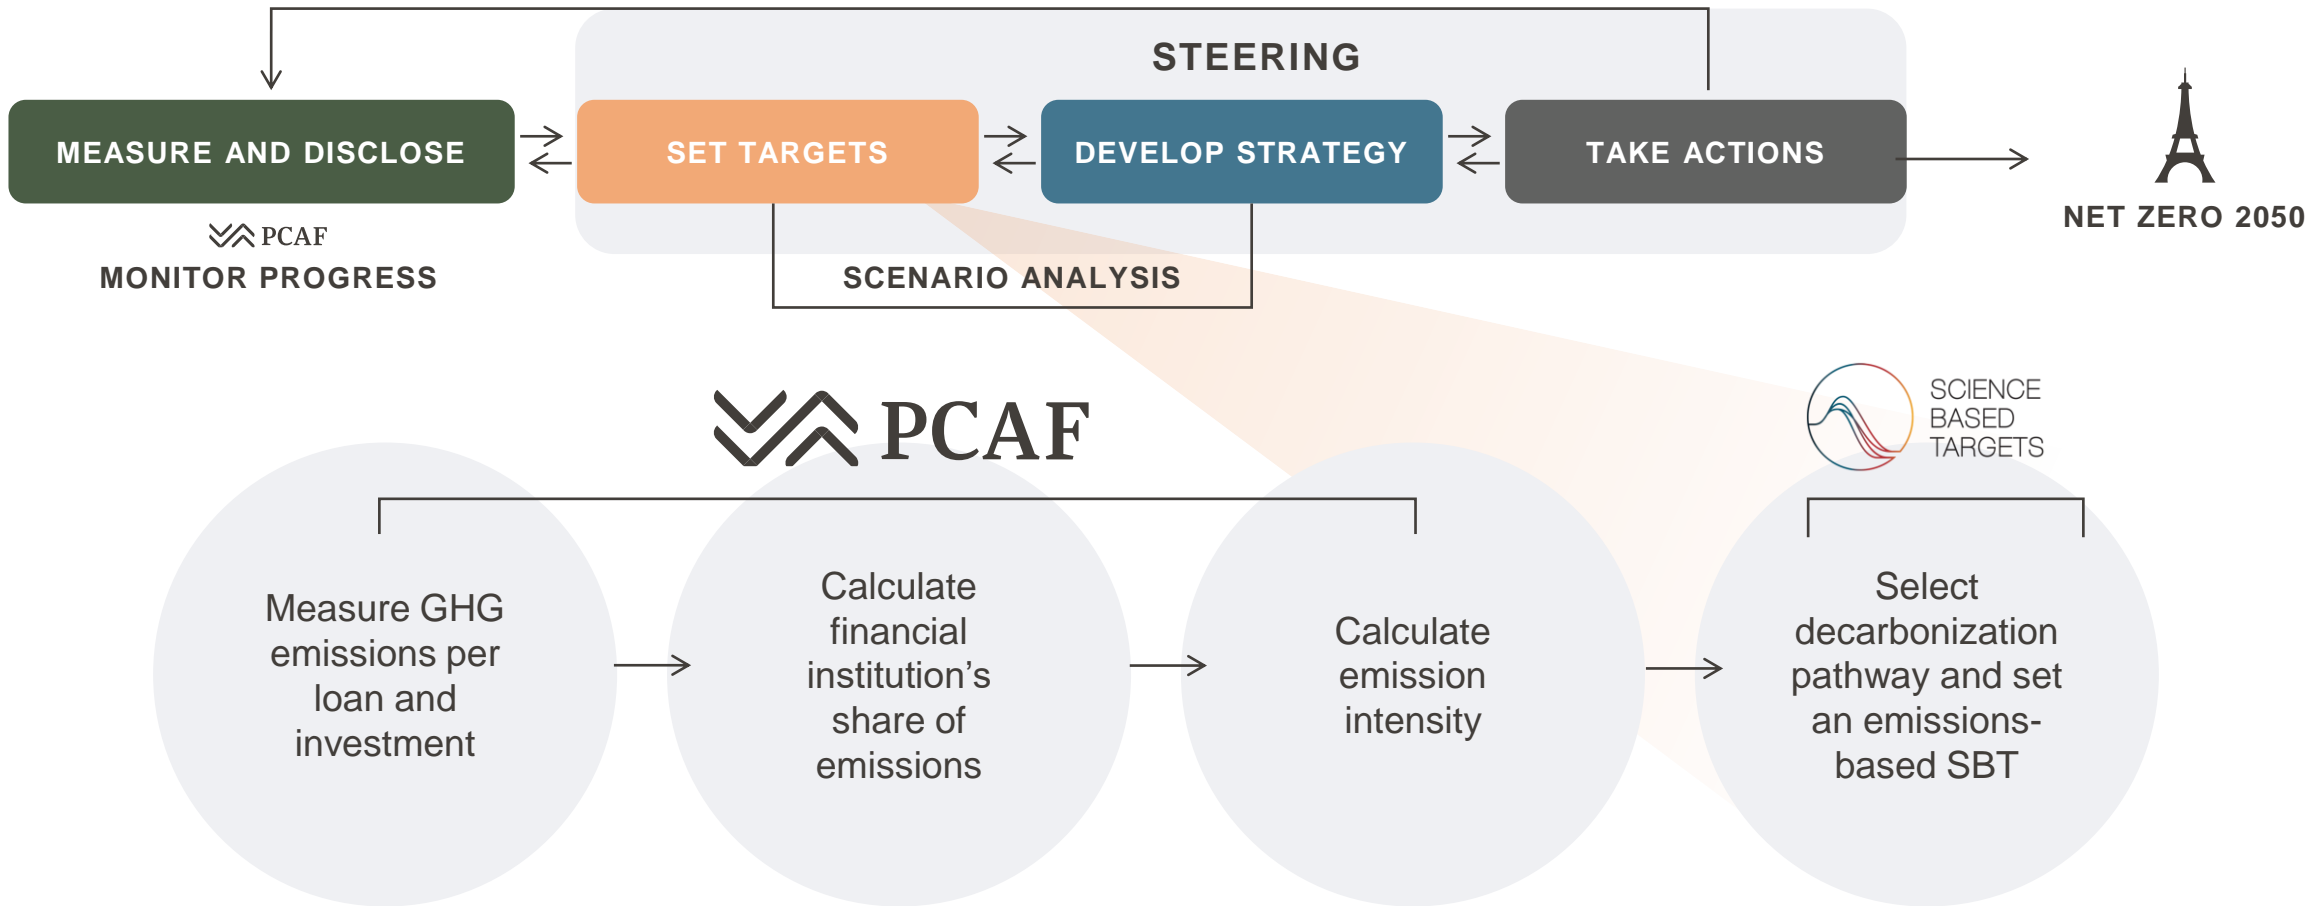 STEERING
MEASURE AND DISCLOSE
SET TARGETS
DEVELOP STRATEGY
TAKE ACTIONS
NET ZERO 2050
PCAF
MONITOR PROGRESS
SCENARIO ANALYSIS
PCAF
SCIENCE
BASED
TARGETS
Measure GHG
emissions per
loan and
investment
Calculate
financial
institution’s
share of
emissions
Calculate
emission
intensity
Select
decarbonization
pathway and set
an emissions-
based SBT